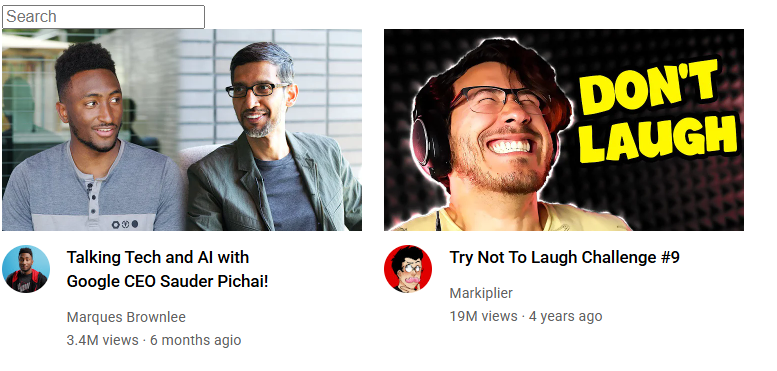 Search
DON'T
LAUGH
Talking Tech and AI with
Google CEO Sauder Pichai!
Marques Brownlee
3.4M views · 6 months agio
Try Not To Laugh Challenge #9
Markiplier
19M views · 4 years ago